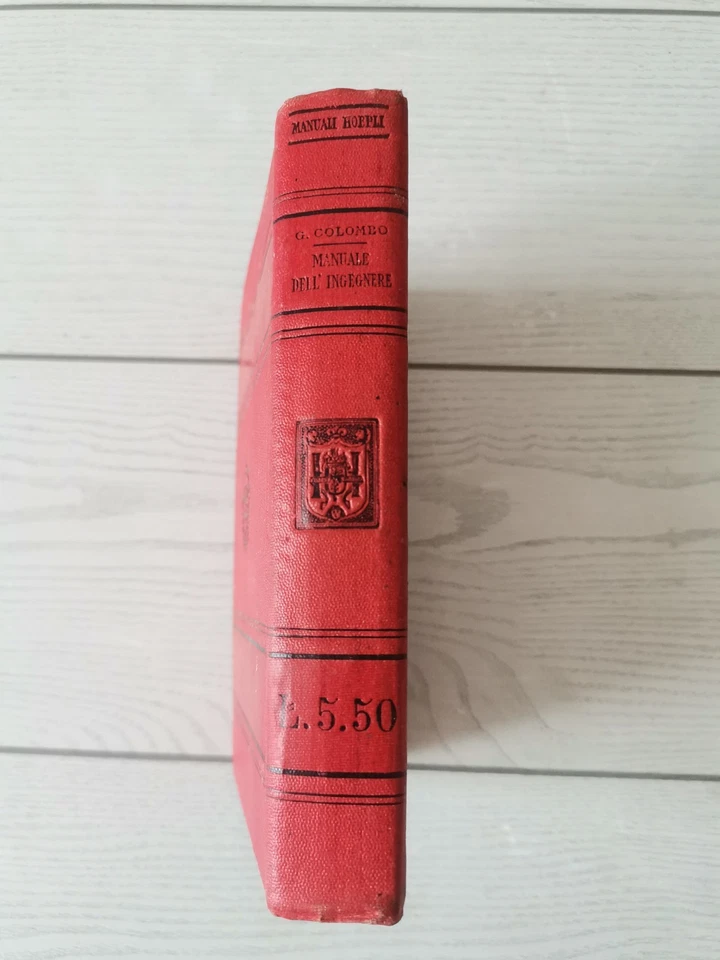 MANUALI HOEPLI
G. COLOMBO
MANUALE
DELL' INGEGNERE
L. 5.50